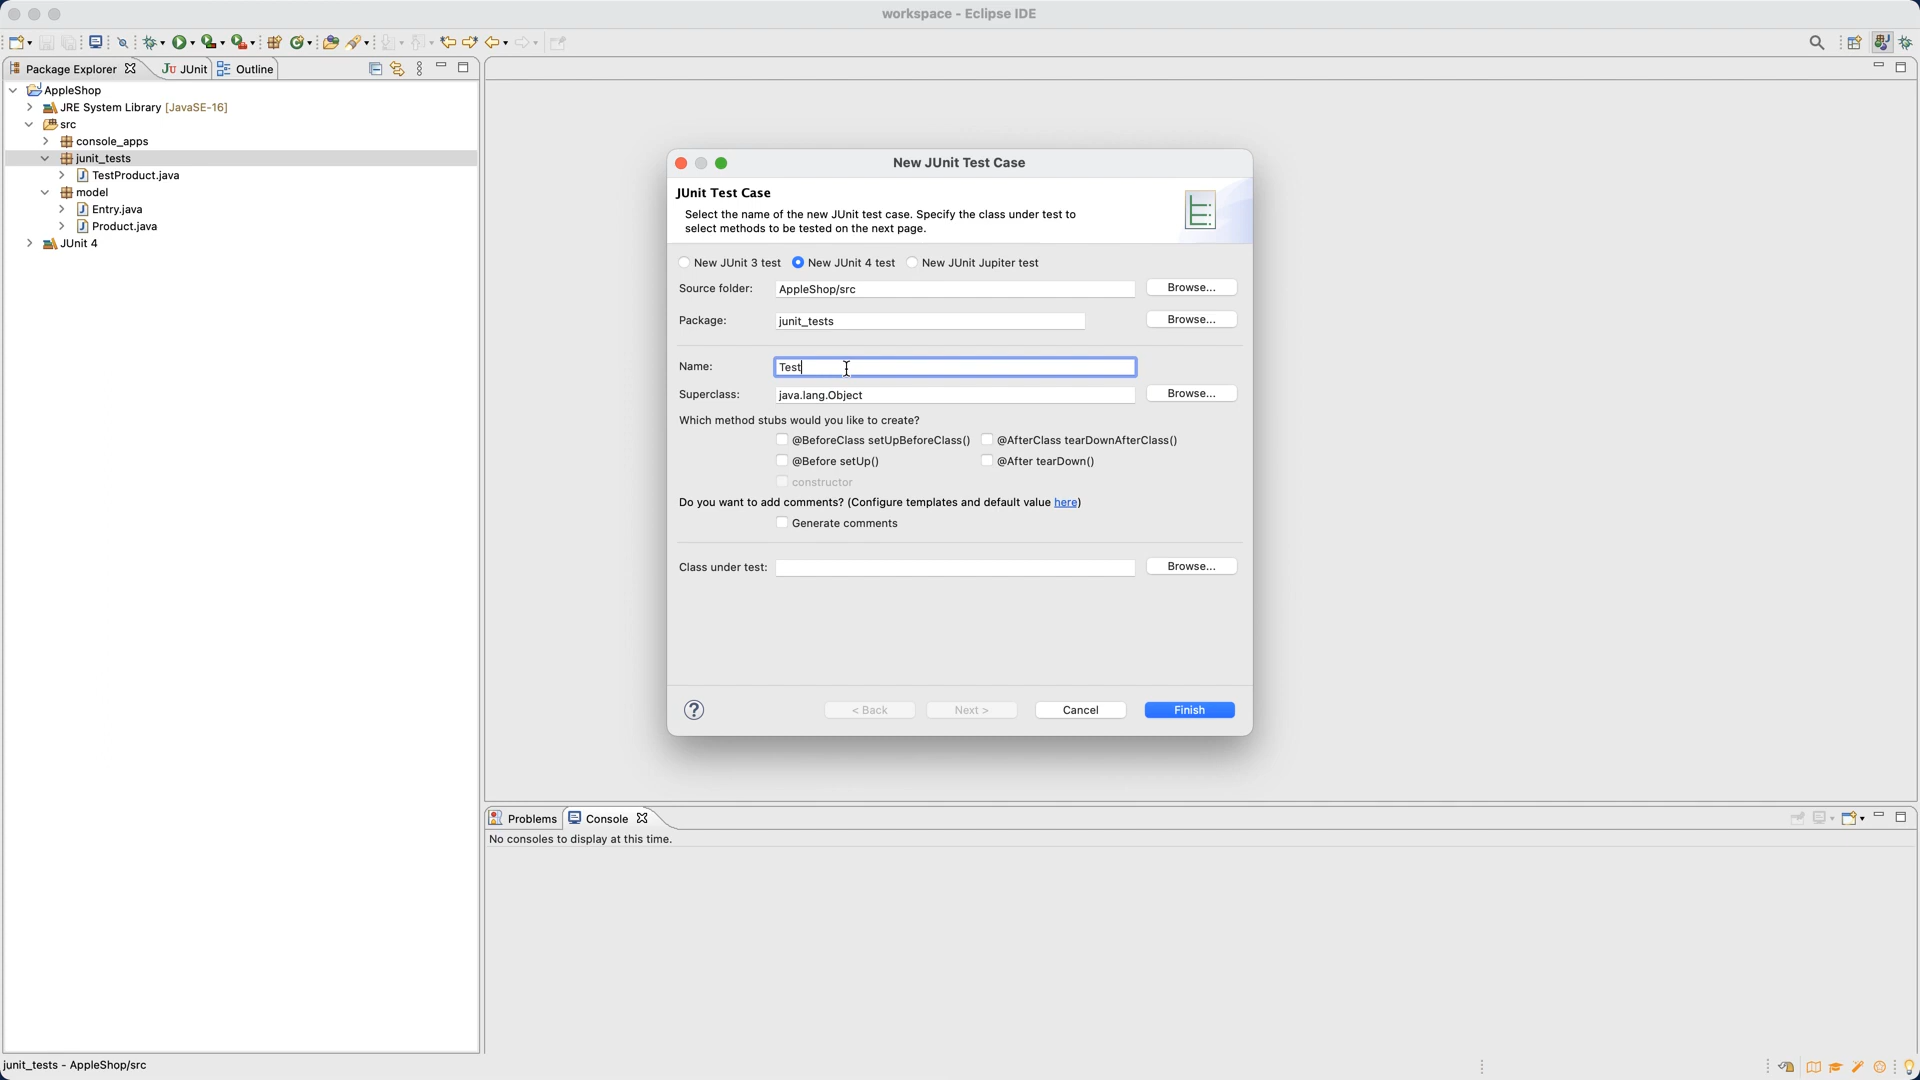 workspace - Eclipse IDE
Package Explorer
JUnit
Outline
AppleShop
JRE System Library [JavaSE-16]
src
console_apps
junit_tests
TestProduct.java
model
Entry.java
Product.java
JUnit 4
New JUnit Test Case
JUnit Test Case
Select the name of the new JUnit test case. Specify the class under test to
select methods to be tested on the next page.
New JUnit 3 test New JUnit 4 test New JUnit Jupiter test
Source folder: AppleShop/src Browse...
Package: junit_tests Browse...
Name: Test
Superclass: java.lang.Object Browse...
Which method stubs would you like to create?
@BeforeClass setUpBeforeClass() @AfterClass tearDownAfterClass()
@Before setUp() @After tearDown()
constructor
Do you want to add comments? (Configure templates and default value here)
Generate comments
Class under test: Browse...
? < Back Next > Cancel Finish
Problems
Console
No consoles to display at this time.
junit_tests - AppleShop/src